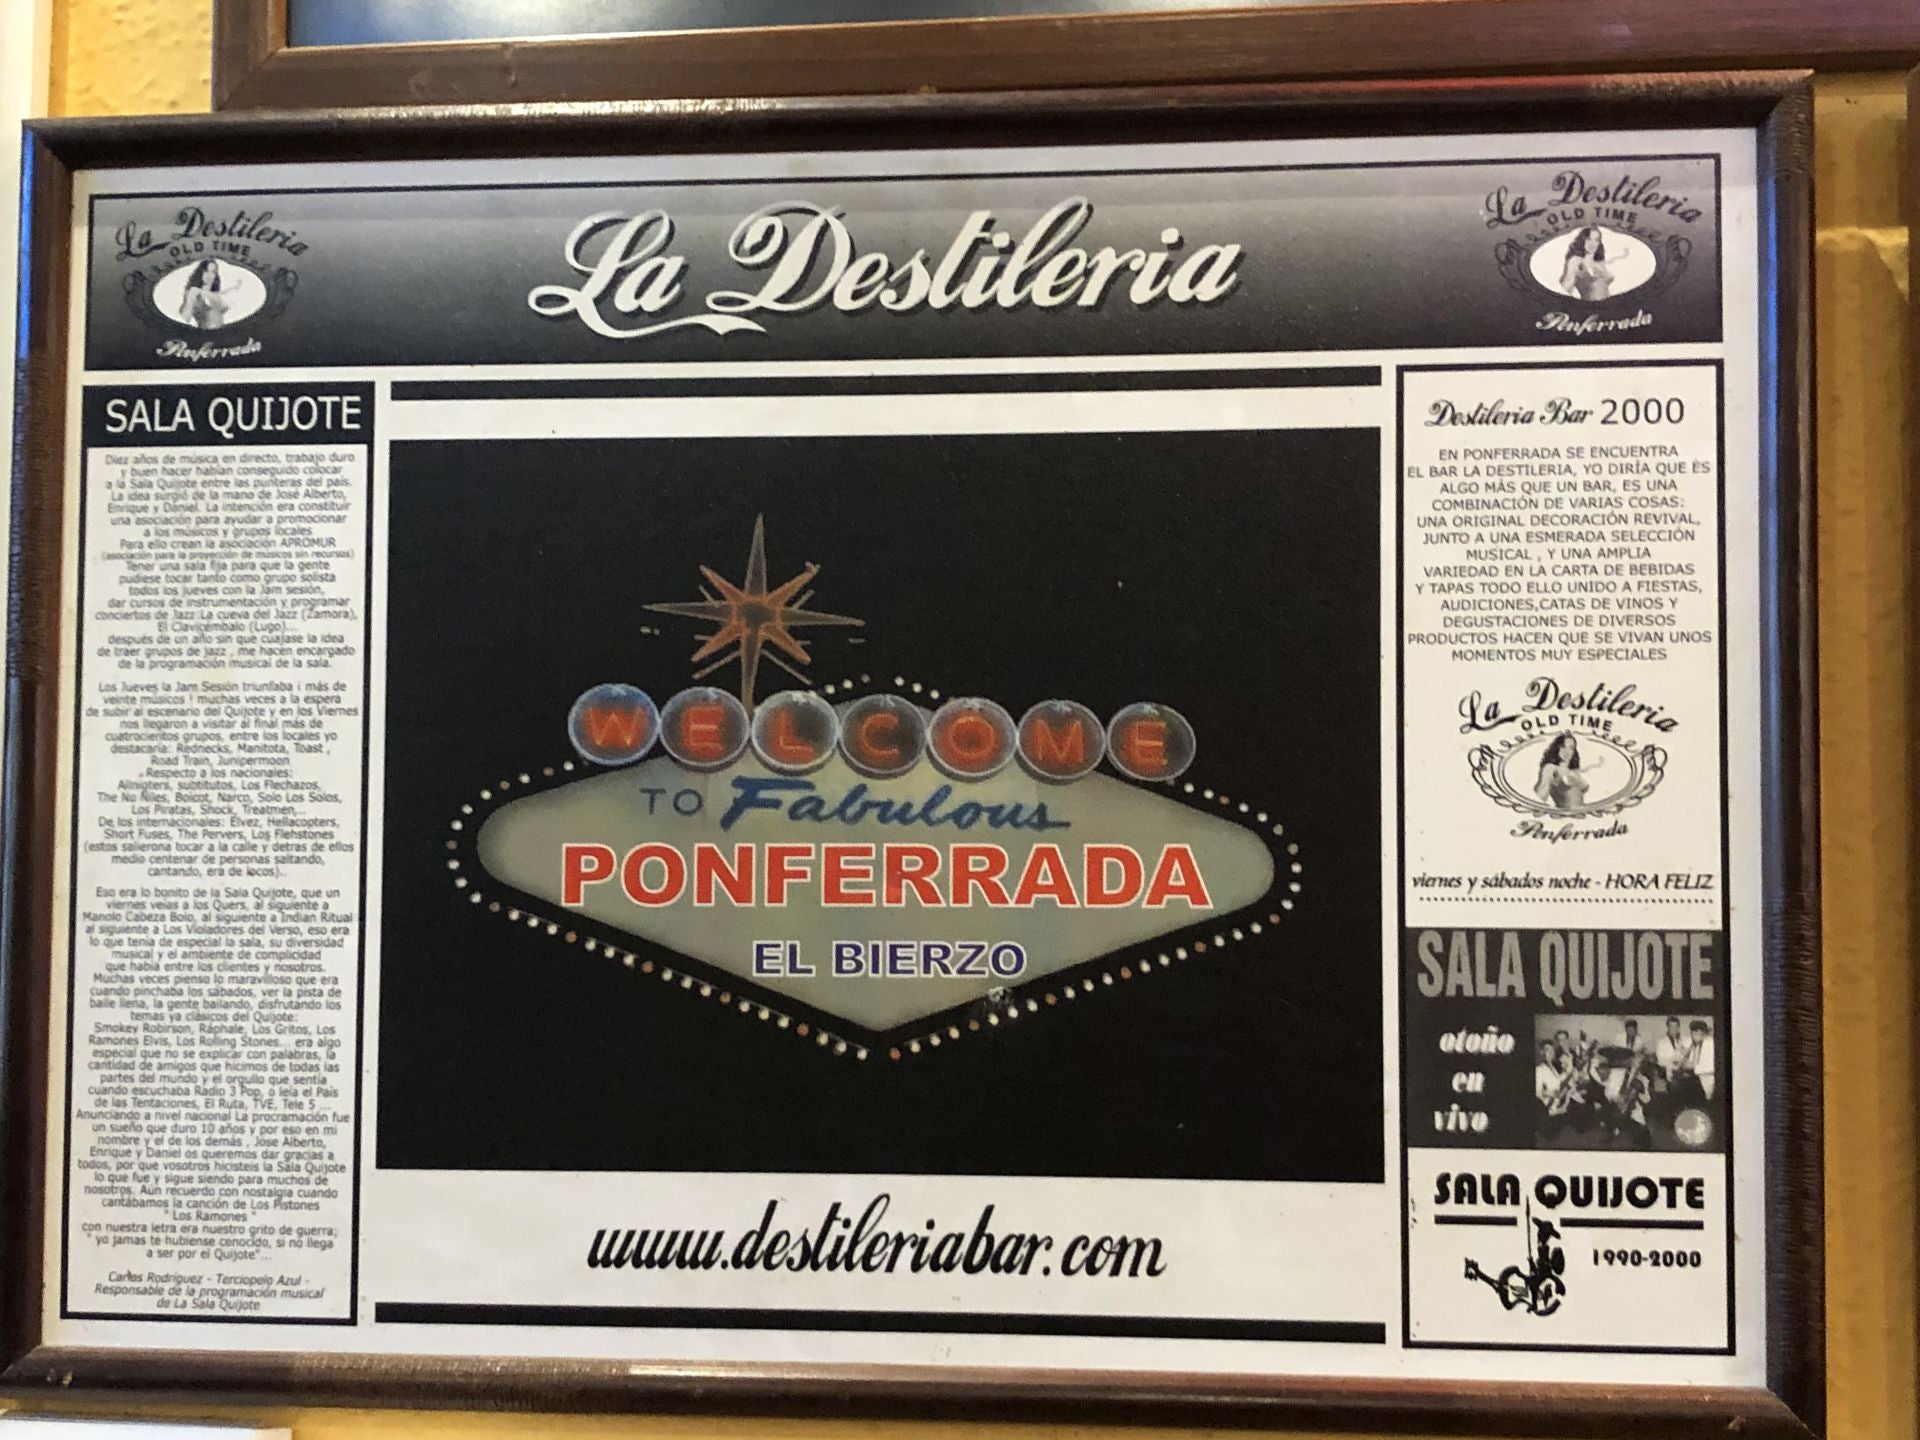 La Destileria
OLD TIME
Ponferrada
La Destileria
La Destileria
OLD TIME
Ponferrada
SALA QUIJOTE
Diez años de música en directo, trabajo duro
y buen hacer habían conseguido colocar
a la Sala Quijote entre las punteras del país.
La idea surgió de la mano de José Alberto,
Enrique y Daniel. La intención era constituir
una asociación para ayudar a promocionar
a los músicos y grupos locales
Para ello crean la asociación APROMUR
(asociación para la proyección de músicos sin recursos)
Tener una sala fija para que la gente
pudiese tocar tanto como grupo solista
todos los jueves con la Jam sesión,
dar cursos de instrumentación y programar
conciertos de Jazz:La cueva del Jazz (Zamora),
El Clavicémbalo (Lugo)...
después de un año sin que cuajase la idea
de traer grupos de jazz , me hacen encargado
de la programación musical de la sala.
Los Jueves la Jam Sesión triunfaba ¡ más de
veinte músicos ! muchas veces a la espera
de subir al escenario del Quijote y en los Viernes
nos llegaron a visitar al final más de
cuatrocientos grupos, entre los locales yo
destacaría: Rednecks, Manitota, Toast ,
Road Train, Junipermoon
Respecto a los nacionales:
Allnigters, subtitutos, Los Flechazos,
The No Niles, Boicot, Narco, Solo Los Solos,
Los Piratas, Shock, Treatmen,..
De los internacionales: Elvez, Hellacopters,
Short Fuses, The Pervers, Los Flehstones
(estos salierona tocar a la calle y detras de ellos
medio centenar de personas saltando,
cantando, era de locos)..
Eso era lo bonito de la Sala Quijote, que un
viernes veias a los Quers, al siguiente a
Manolo Cabeza Bolo, al siguiente a Indian Ritual
al siguiente a Los Violadores del Verso, eso era
lo que tenía de especial la sala, su diversidad
musical y el ambiente de complicidad
que había entre los clientes y nosotros.
Muchas veces pienso lo maravilloso que era
cuando pinchaba los sábados, ver la pista de
baile llena, la gente bailando, disfrutando los
temas ya clásicos del Quijote:
Smokey Robirson, Ráphale, Los Gritos, Los
Ramones Elvis, Los Rolling Stones... era algo
especial que no se explicar con palabras, la
cantidad de amigos que hicimos de todas las
partes del mundo y el orgullo que sentía
cuando escuchaba Radio 3 Pop, o leía el País
de las Tentaciones, El Ruta, TVE, Tele 5 ...
Anunciando a nivel nacional La procramación fue
un sueño que duro 10 años y por eso en mi
nombre y el de los demás , Jose Alberto,
Enrique y Daniel os queremos dar gracias a
todos, por que vosotros hicisteis la Sala Quijote
lo que fue y sigue siendo para muchos de
nosotros. Aún recuerdo con nostalgia cuando
cantábamos la canción de Los Pistones
" Los Ramones "
con nuestra letra era nuestro grito de guerra;
" yo jamas te hubiense conocido, si no llega
a ser por el Quijote"...
Carlos Rodríguez - Terciopelo Azul -
Responsable de la programación musical
de La Sala Quijote
WELCOME
TO Fabulous
PONFERRADA
EL BIERZO
www.destileriabar.com
Destileria Bar 2000
EN PONFERRADA SE ENCUENTRA
EL BAR LA DESTILERIA, YO DIRÍA QUE ÈS
ALGO MÁS QUE UN BAR, ES UNA
COMBINACIÓN DE VARIAS COSAS:
UNA ORIGINAL DECORACIÓN REVIVAL,
JUNTO A UNA ESMERADA SELECCIÓN
MUSICAL , Y UNA AMPLIA
VARIEDAD EN LA CARTA DE BEBIDAS
Y TAPAS TODO ELLO UNIDO A FIESTAS,
AUDICIONES,CATAS DE VINOS Y
DEGUSTACIONES DE DIVERSOS
PRODUCTOS HACEN QUE SE VIVAN UNOS
MOMENTOS MUY ESPECIALES
La Destileria
OLD TIME
Ponferrada
viernes y sábados noche - HORA FELIZ
SALA QUIJOTE
otoño
en
vivo
SALA QUIJOTE
1990-2000